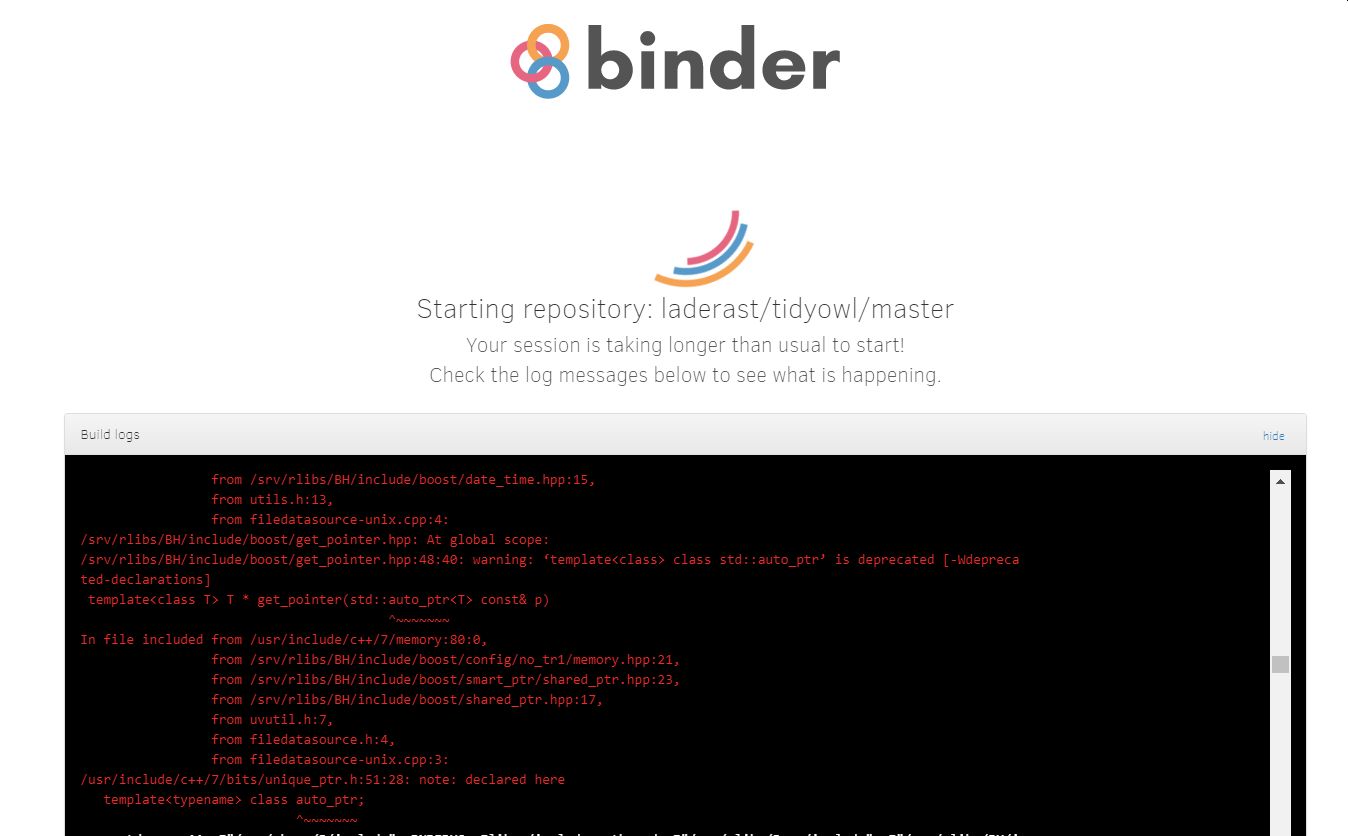 binder
Starting repository: laderast/tidyowl/master
Your session is taking longer than usual to start!
Check the log messages below to see what is happening.
Build logs
hide
from /srv/rlibs/BH/include/boost/date_time.hpp:15,
from utils.h:13,
from filedatasource-unix.cpp:4:
/srv/rlibs/BH/include/boost/get_pointer.hpp: At global scope:
/srv/rlibs/BH/include/boost/get_pointer.hpp:48:40: warning: ‘template<class> class std::auto_ptr’ is deprecated [-Wdepreca
ted-declarations]
template<class T> T * get_pointer(std::auto_ptr<T> const& p)
^~~~~~~~
In file included from /usr/include/c++/7/memory:80:0,
from /srv/rlibs/BH/include/boost/config/no_tr1/memory.hpp:21,
from /srv/rlibs/BH/include/boost/smart_ptr/shared_ptr.hpp:23,
from /srv/rlibs/BH/include/boost/shared_ptr.hpp:17,
from uvutil.h:7,
from filedatasource.h:4,
from filedatasource-unix.cpp:3:
/usr/include/c++/7/bits/unique_ptr.h:51:28: note: declared here
template<typename> class auto_ptr;
^~~~~~~~